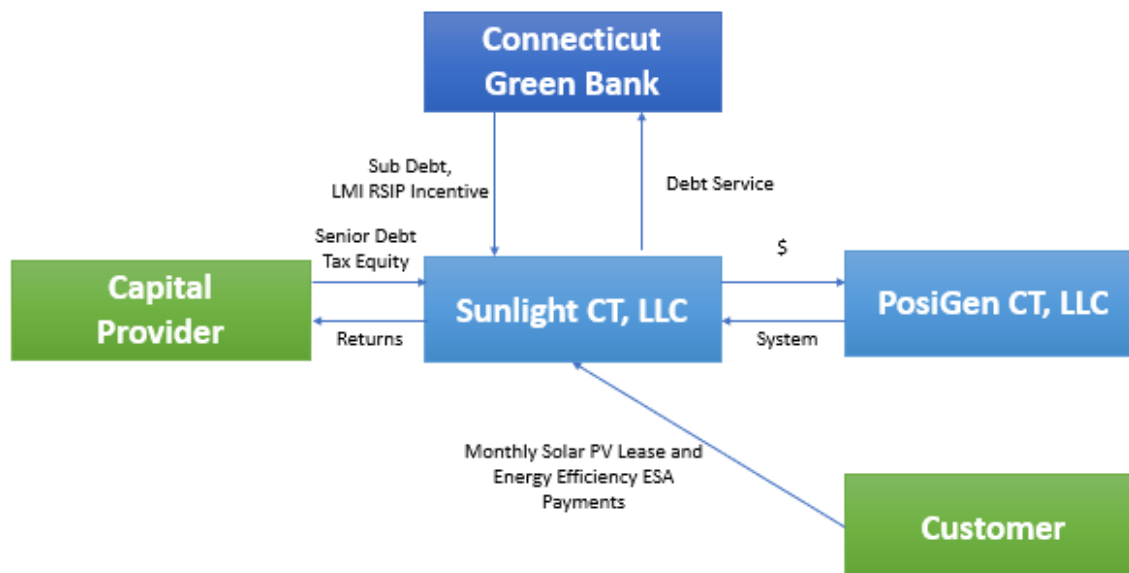 Connecticut
Green Bank
Sub Debt,
LMI RSIP Incentive
Debt Service
Senior Debt
Tax Equity
$
Capital
Provider
Sunlight CT, LLC
PosiGen CT, LLC
Returns
System
Monthly Solar PV Lease and
Energy Efficiency ESA
Payments
Customer